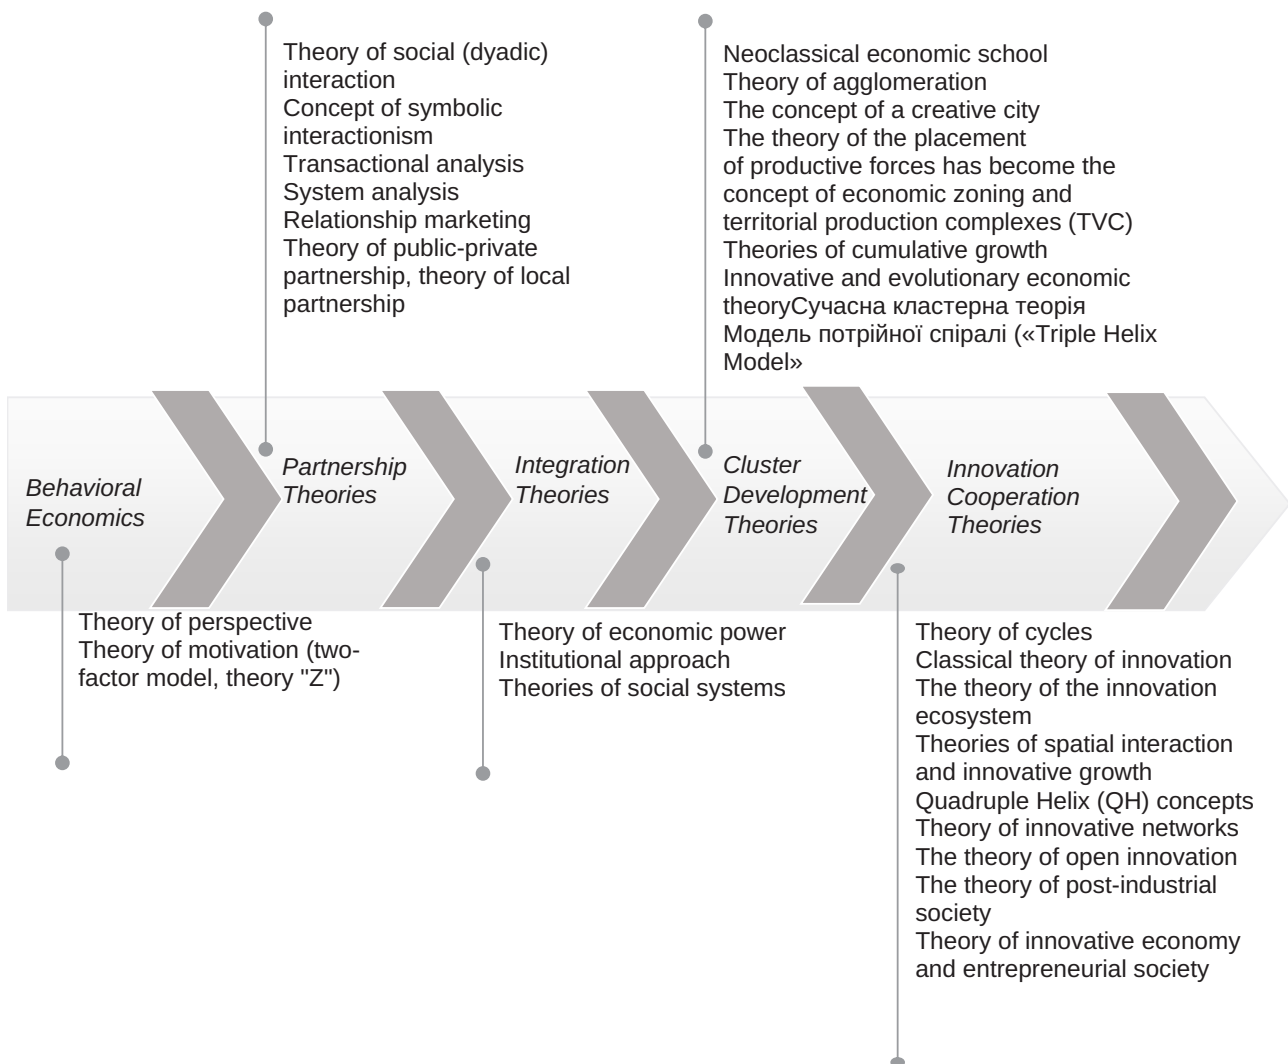 Theory of social (dyadic)
interaction
Concept of symbolic
interactionism
Transactional analysis
System analysis
Relationship marketing
Theory of public-private
partnership, theory of local
partnership
Neoclassical economic school
Theory of agglomeration
The concept of a creative city
The theory of the placement
of productive forces has become the
concept of economic zoning and
territorial production complexes (TVC)
Theories of cumulative growth
Innovative and evolutionary economic
theoryСучасна кластерна теорія
Модель потрійної спіралі («Triple Helix
Model»
Behavioral
Economics
Partnership
Theories
Integration
Theories
Cluster
Development
Theories
Innovation
Cooperation
Theories
Theory of perspective
Theory of motivation (two-
factor model, theory "Z")
Theory of economic power
Institutional approach
Theories of social systems
Theory of cycles
Classical theory of innovation
The theory of the innovation
ecosystem
Theories of spatial interaction
and innovative growth
Quadruple Helix (QH) concepts
Theory of innovative networks
The theory of open innovation
The theory of post-industrial
society
Theory of innovative economy
and entrepreneurial society